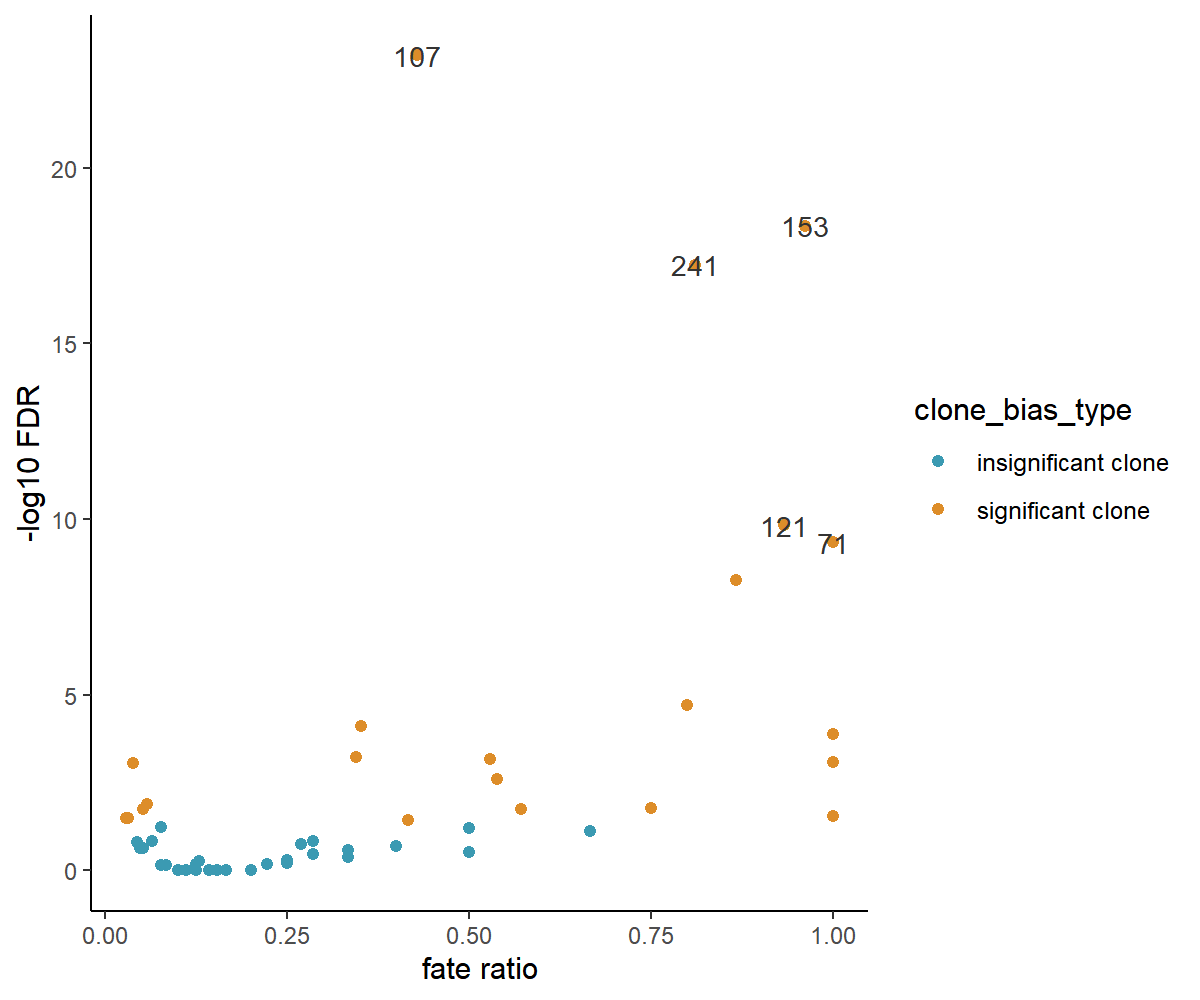 107
20
153
241
15
-log10 FDR
clone_bias_type
insignificant clone
significant clone
10
121
71
5
0
0.00 0.25 0.50 0.75 1.00
fate ratio